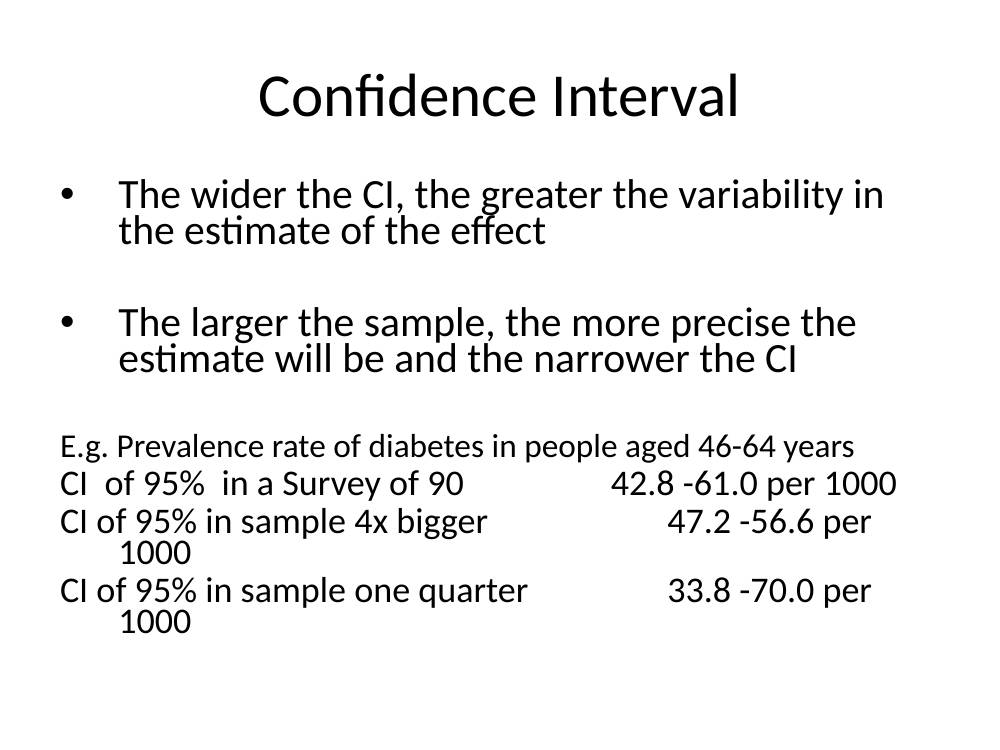 Confidence Interval
• The wider the CI, the greater the variability in
the estimate of the effect
• The larger the sample, the more precise the
estimate will be and the narrower the CI
E.g. Prevalence rate of diabetes in people aged 46-64 years
CI of 95% in a Survey of 90 42.8 -61.0 per 1000
CI of 95% in sample 4x bigger 47.2 -56.6 per
1000
CI of 95% in sample one quarter 33.8 -70.0 per
1000